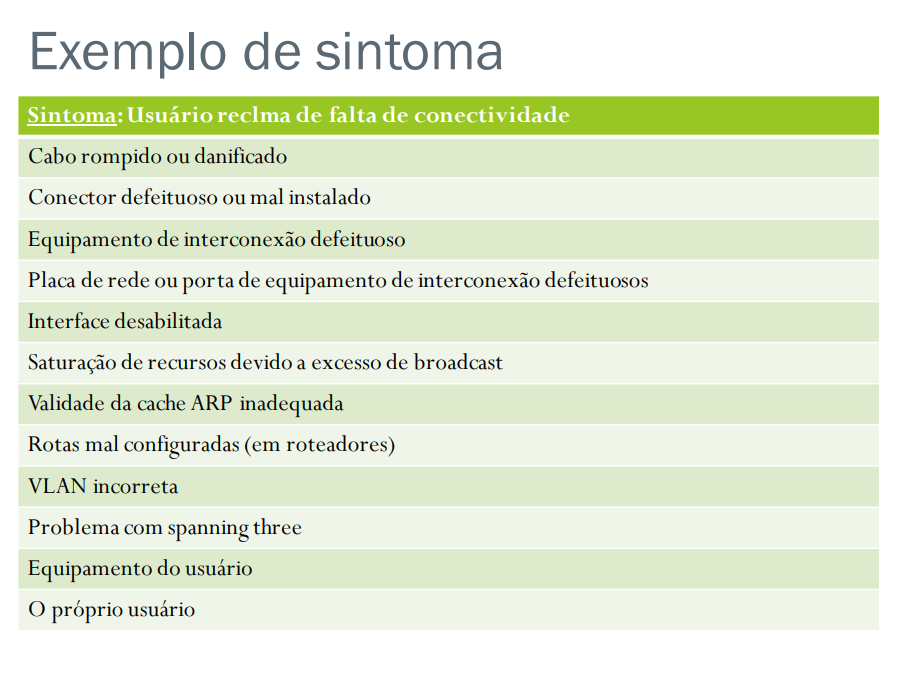 Exemplo de sintoma
Sintoma: Usuário reclma de falta de conectividade
Cabo rompido ou danificado
Conector defeituoso ou mal instalado
Equipamento de interconexão defeituoso
Placa de rede ou porta de equipamento de interconexão defeituosos
Interface desabilitada
Saturação de recursos devido a excesso de broadcast
Validade da cache ARP inadequada
Rotas mal configuradas (em roteadores)
VLAN incorreta
Problema com spanning three
Equipamento do usuário
O próprio usuário